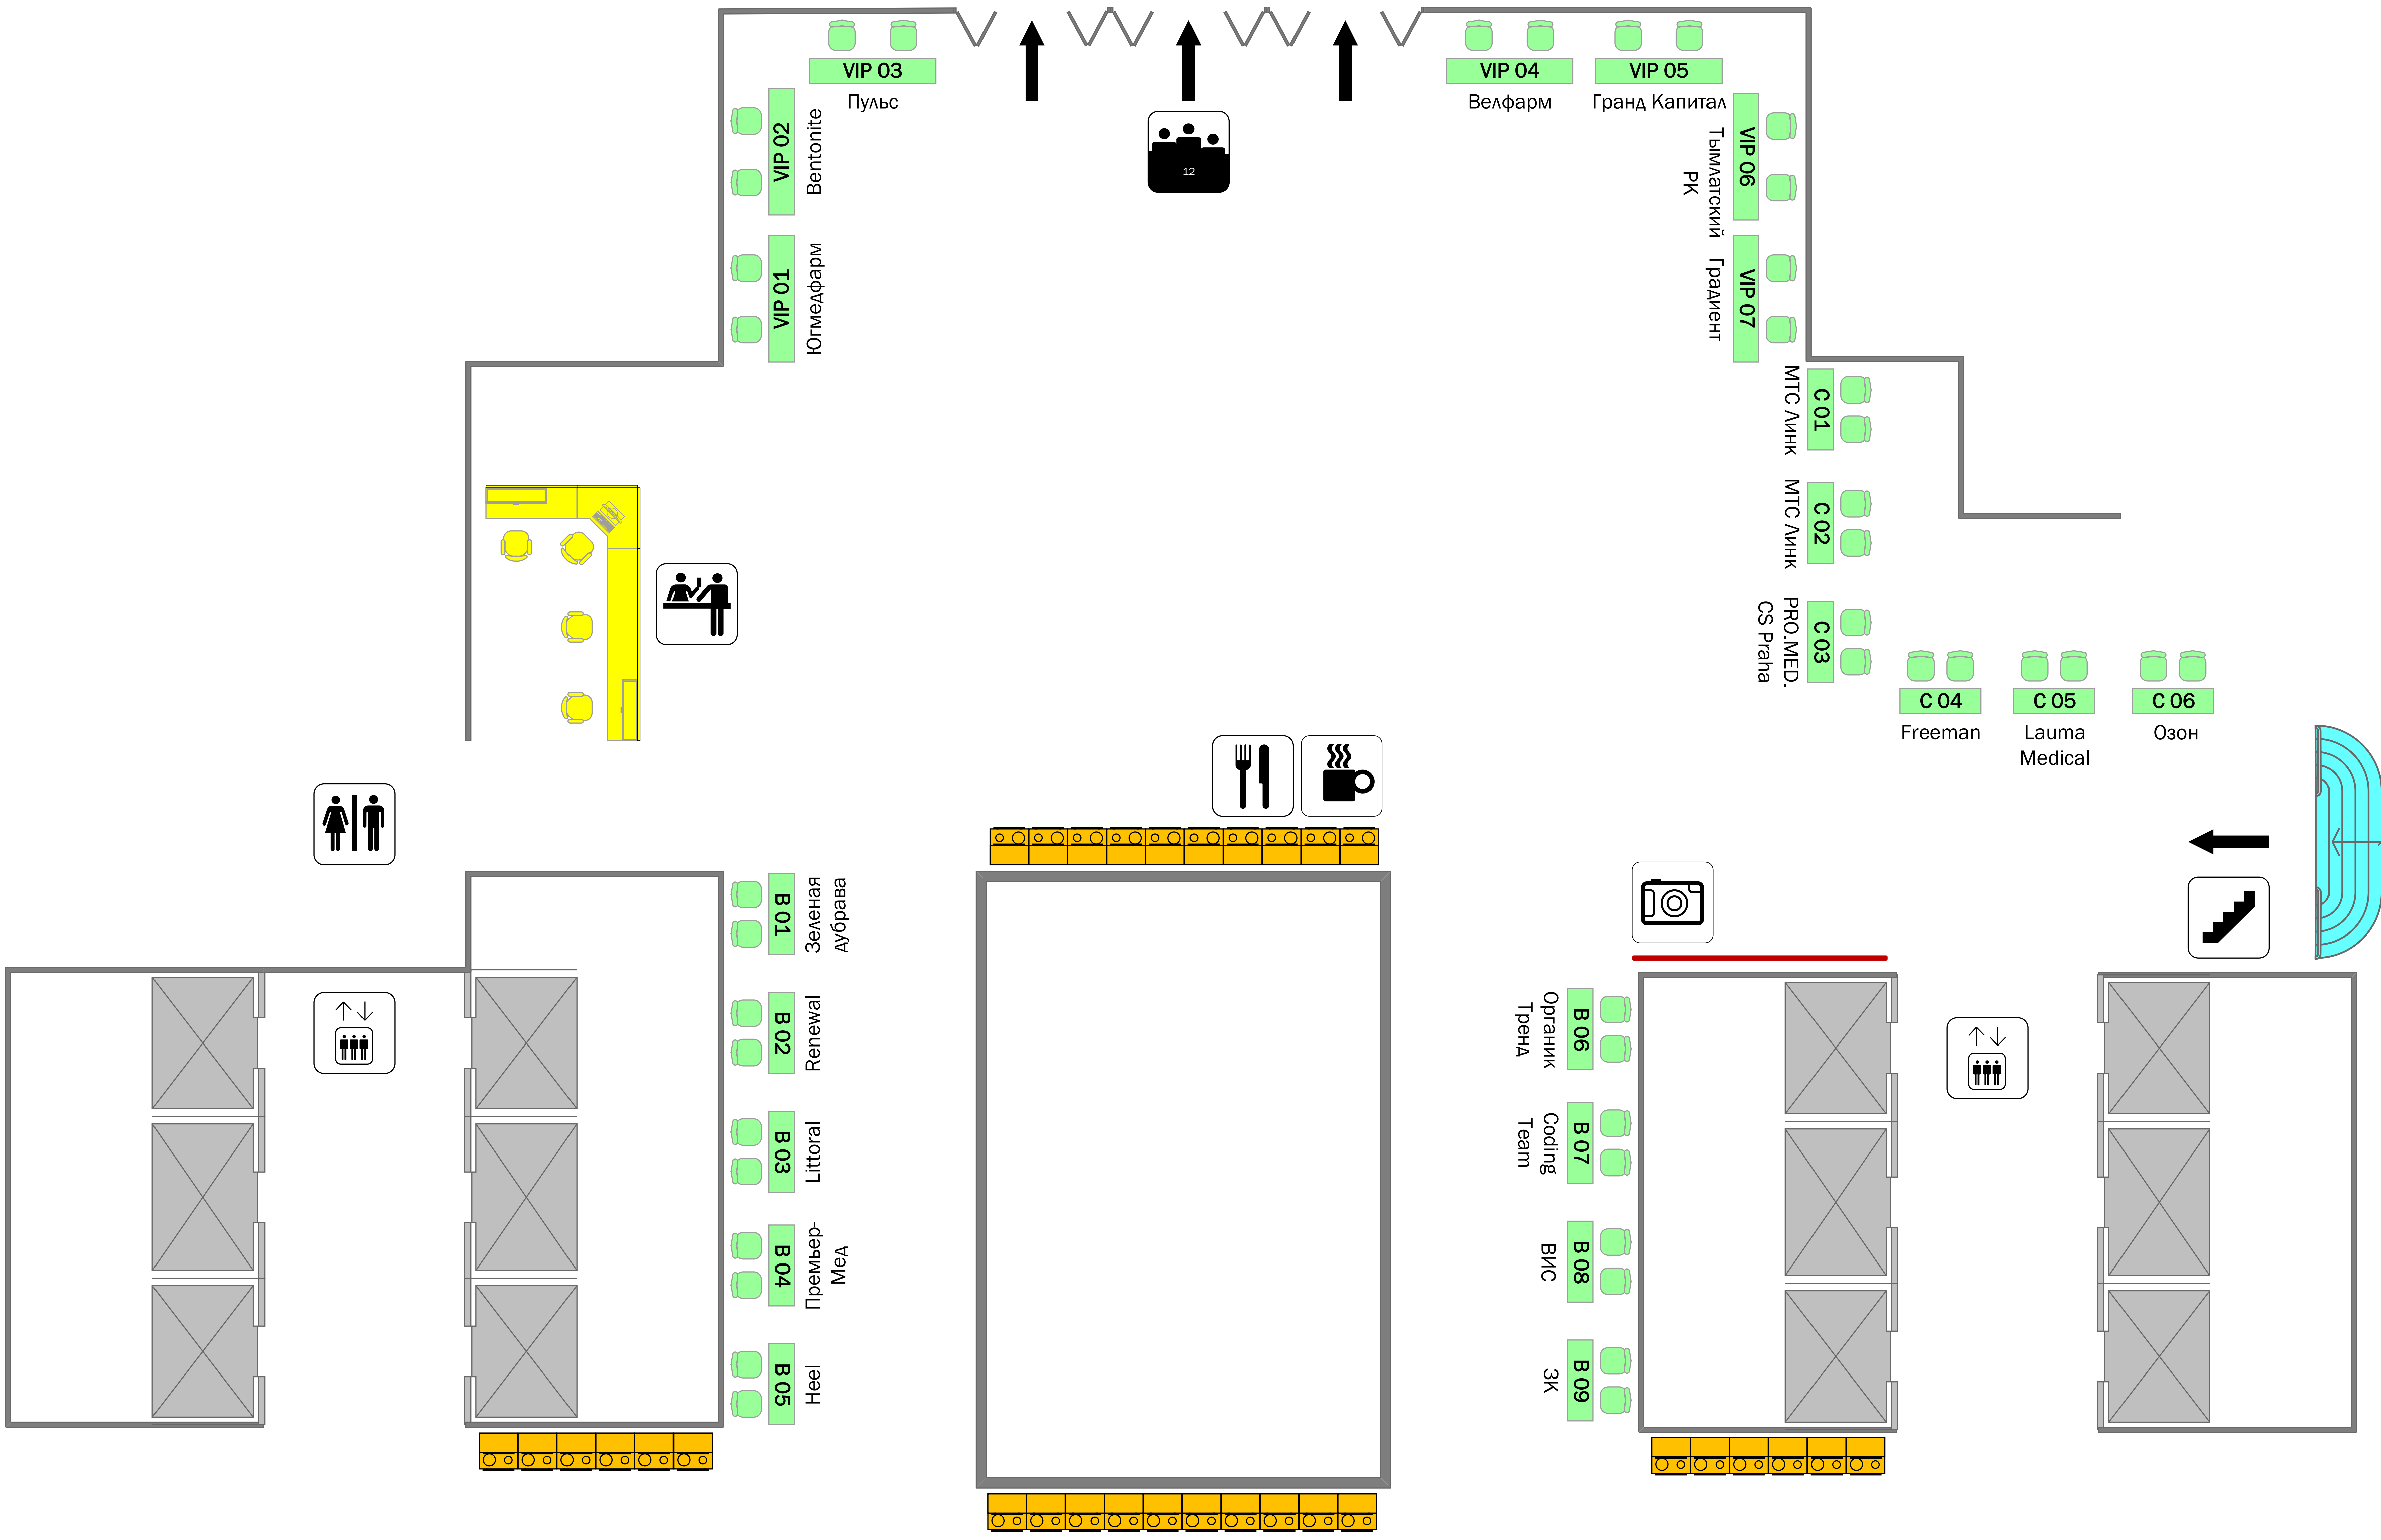 VIP 03
Пульс
VIP 02
Bentonite
VIP 01
Югмедфарм
12
VIP 04
Велфарм
VIP 05
Гранд Капитал
VIP 06
Тымлатский
РК
VIP 07
Градиент
C 01
МТС Линк
C 02
МТС Линк
C 03
PRO.MED.
CS Praha
C 04
Freeman
C 05
Lauma
Medical
C 06
Озон
B 01
Зеленая
дубрава
B 02
Renewal
B 03
Littoral
B 04
Премьер-
Мед
B 05
Heel
B 06
Органик
Тренд
B 07
Coding
Team
B 08
ВИС
B 09
ЗК